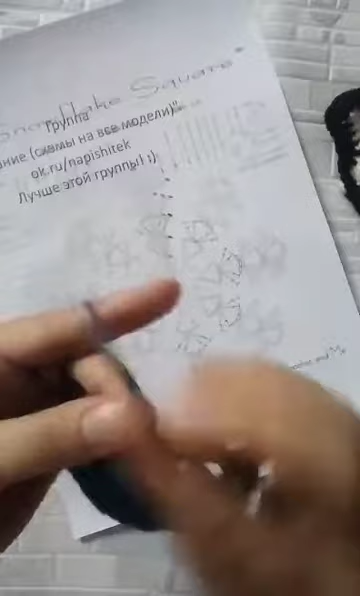 Snowflake Square"
Группа
ние (схемы на все модели)"
ok.ru/napishitek
Лучше этой группы! :)